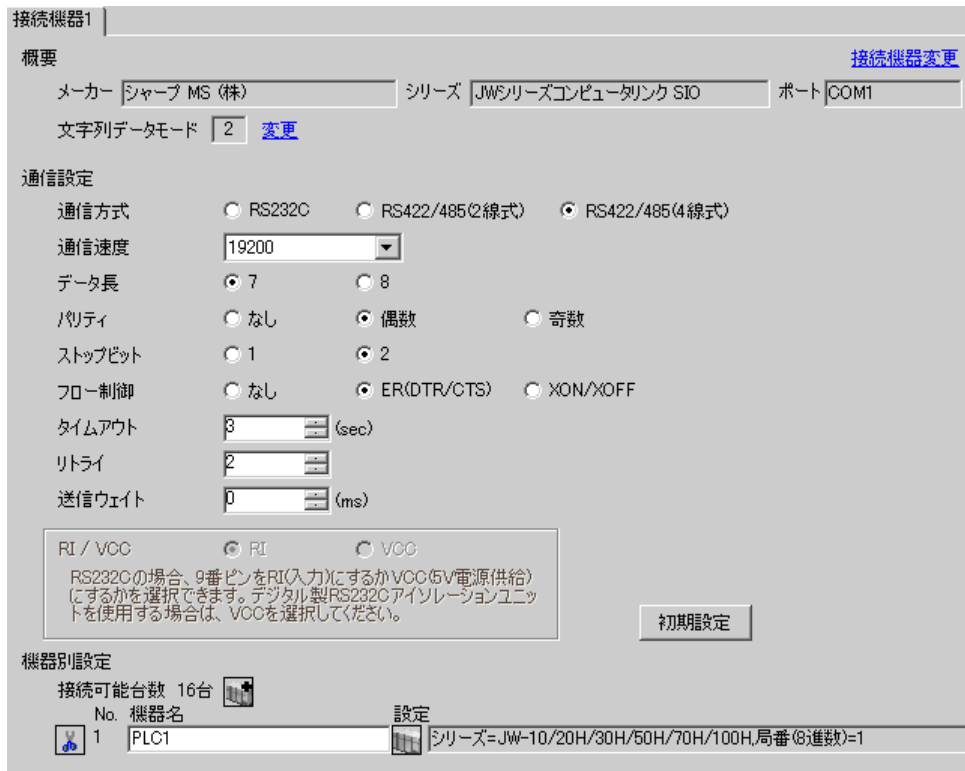 接続機器1
概要 接続機器変更
メーカー シャープ MS (株) シリーズ JWシリーズコンピュータリンク SIO ポート COM1
文字列データモード 2 変更
通信設定
通信方式 RS232C RS422/485(2線式) RS422/485(4線式)
通信速度 19200
データ長 7 8
パリティ なし 偶数 奇数
ストップビット 1 2
フロー制御 なし ER(DTR/CTS) XON/XOFF
タイムアウト 3 (sec)
リトライ 2
送信ウェイト 0 (ms)
RI / VCC RI VCC
RS232Cの場合、9番ピンをRI(入力)にするかVCC(5V電源供給)
にするかを選択できます。デジタル製RS232Cアイソレーションユニッ
トを使用する場合は、VCCを選択してください。
初期設定
機器別設定
接続可能台数 16台
No. 機器名 設定
1 PLC1 シリーズ=JW-10/20H/30H/50H/70H/100H,局番(8進数)=1